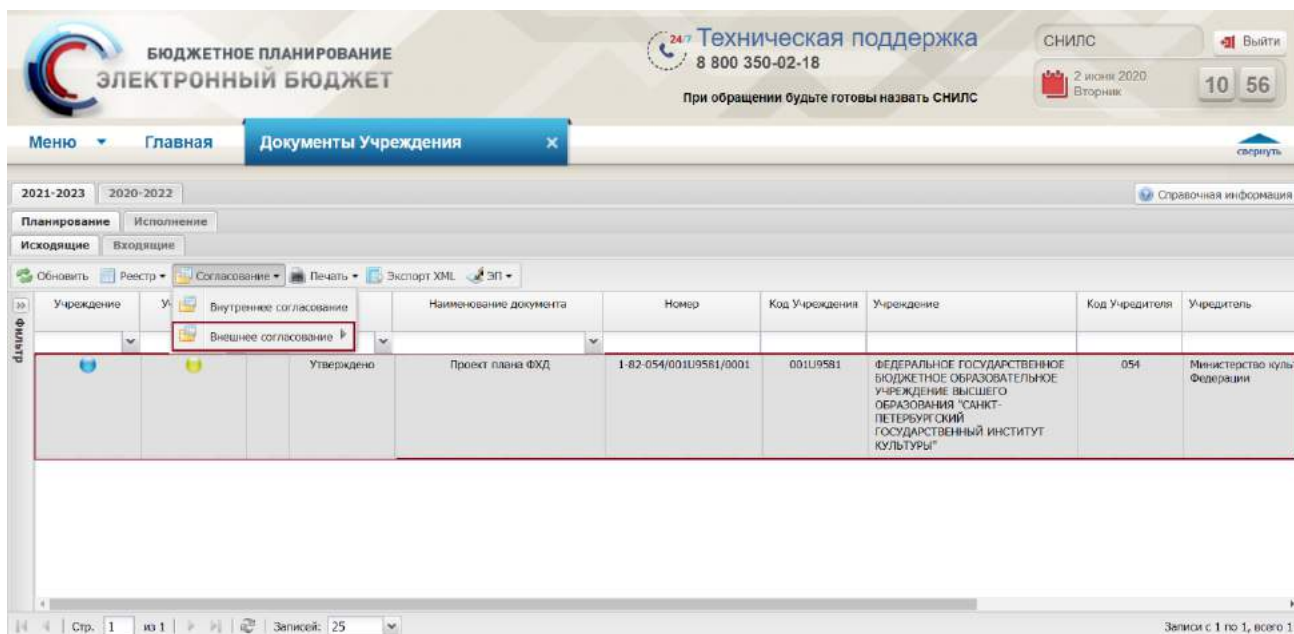 БЮДЖЕТНОЕ ПЛАНИРОВАНИЕ
ЭЛЕКТРОННЫЙ БЮДЖЕТ
24/7 Техническая поддержка
8 800 350-02-18
При обращении будьте готовы назвать СНИЛС
СНИЛС
Выйти
2 июня 2020
Вторник
10 56
Меню Главная Документы Учреждения
свернуть
2021-2023 2020-2022
Справочная информация
Планирование Исполнение
Исходящие Входящие
Обновить Реестр Согласование Печать Экспорт XML ЭП
Фильтр
Учреждение У Наименование документа Номер Код Учреждения Учреждение Код Учредителя Учредитель
Внутреннее согласование
Внешнее согласование
Утверждено Проект плана ФХД 1-82-054/001U9581/0001 001U9581 ФЕДЕРАЛЬНОЕ ГОСУДАРСТВЕННОЕ 054 Министерство куль
БЮДЖЕТНОЕ ОБРАЗОВАТЕЛЬНОЕ Федерации
УЧРЕЖДЕНИЕ ВЫСШЕГО
ОБРАЗОВАНИЯ "САНКТ-
ПЕТЕРБУРГСКИЙ
ГОСУДАРСТВЕННЫЙ ИНСТИТУТ
КУЛЬТУРЫ"
Стр. 1 из 1 Записей: 25
Записи с 1 по 1, всего 1